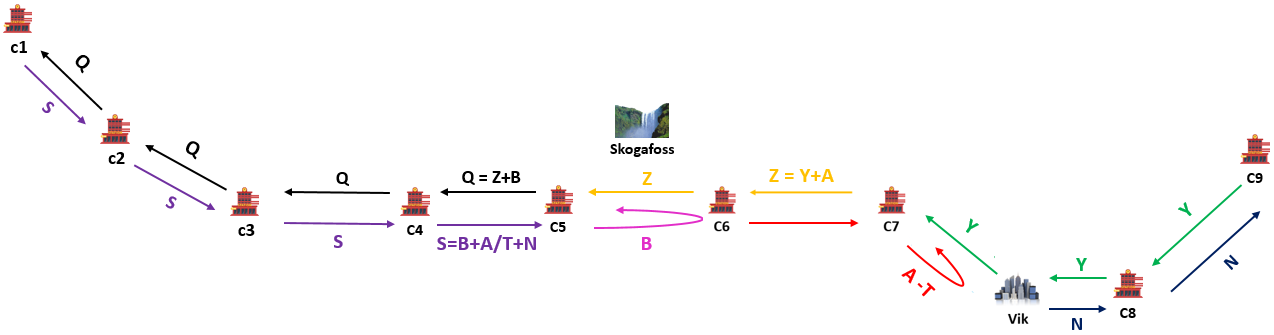 c1
Q
S
c2
Q
S
c3
Q
S
C4
Q = Z+B
S=B+A/T+N
C5
Skogafoss
Z
B
C6
Z = Y+A
C7
A -T
Y
Vik
Y
N
C8
Y
N
C9